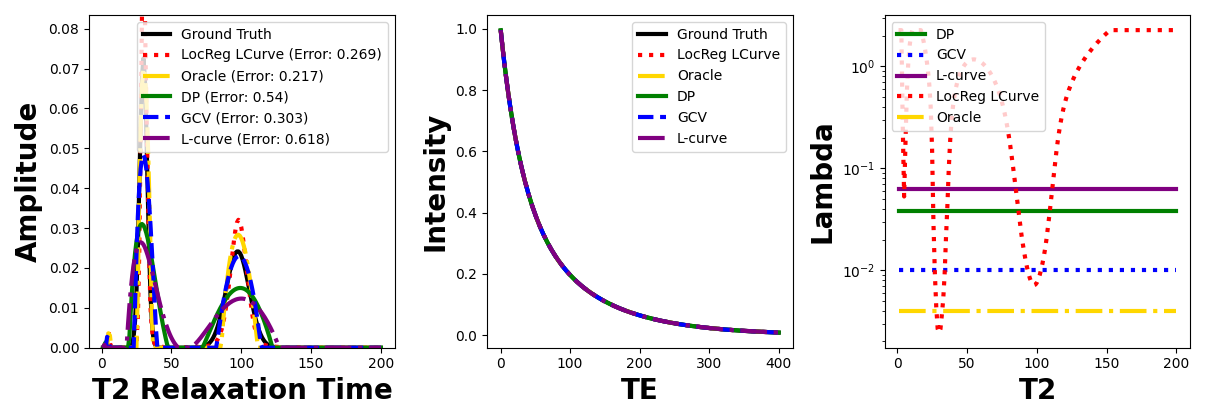 Amplitude
0.08
0.07
0.06
0.05
0.04
0.03
0.02
0.01
0.00
0 50 100 150 200
T2 Relaxation Time
Ground Truth
LocReg LCurve (Error: 0.269)
Oracle (Error: 0.217)
DP (Error: 0.54)
GCV (Error: 0.303)
L-curve (Error: 0.618)
Intensity
1.0
0.8
0.6
0.4
0.2
0.0
0 100 200 300 400
TE
Ground Truth
LocReg LCurve
Oracle
DP
GCV
L-curve
Lambda
10⁰
10⁻¹
10⁻²
0 50 100 150 200
T2
DP
GCV
L-curve
LocReg LCurve
Oracle